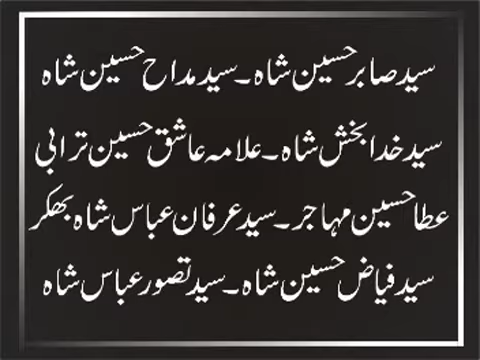 سید صابر حسین شاہ۔ سید مداح حسین شاہ
سید خدا بخش شاہ۔ علامہ عاشق حسین ترابی
عطا حسین مہاجر۔ سید عرفان عباس شاہ بھکر
سید فیاض حسین شاہ۔ سید تصور عباس شاہ